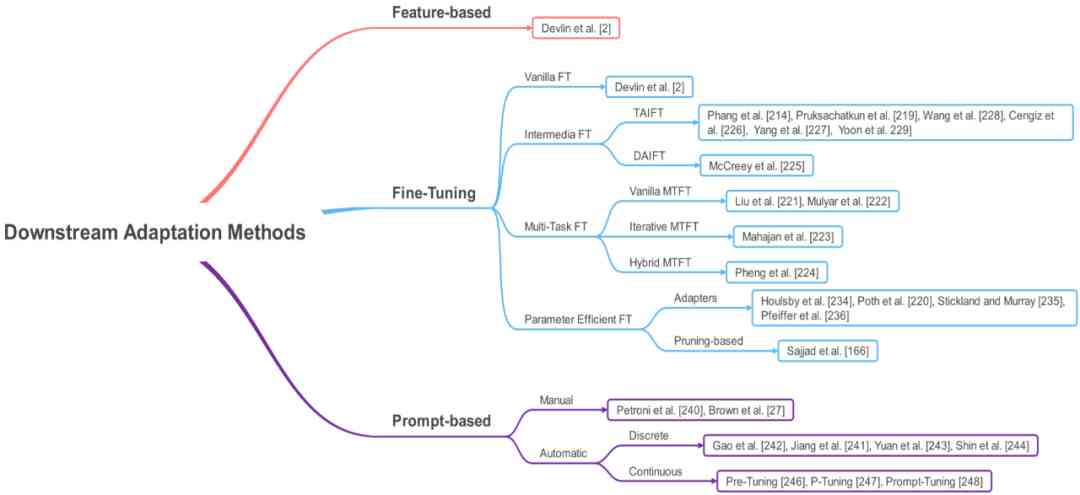 Feature-based
Devlin et al. [2]
Vanilla FT
Devlin et al. [2]
TAIFT
Phang et al. [214], Pruksachatkun et al. [219], Wang et al. [228], Cengiz et
al. [226], Yang et al. [227], Yoon et al. 229]
Intermedia FT
DAIFT
McCreey et al. [225]
Fine-Tuning
Vanilla MTFT
Liu et al. [221], Mulyar et al. [222]
Multi-Task FT
Iterative MTFT
Mahajan et al. [223]
Downstream Adaptation Methods
Hybrid MTFT
Pheng et al. [224]
Adapters
Houlsby et al. [234], Poth et al. [220], Stickland and Murray [235],
Pfeiffer et al. [236]
Parameter Efficient FT
Pruning-based
Sajjad et al. [166]
Manual
Petroni et al. [240], Brown et al. [27]
Prompt-based
Discrete
Gao et al. [242], Jiang et al. [241], Yuan et al. [243], Shin et al. [244]
Automatic
Continuous
Pre-Tuning [246], P-Tuning [247], Prompt-Tuning [248]